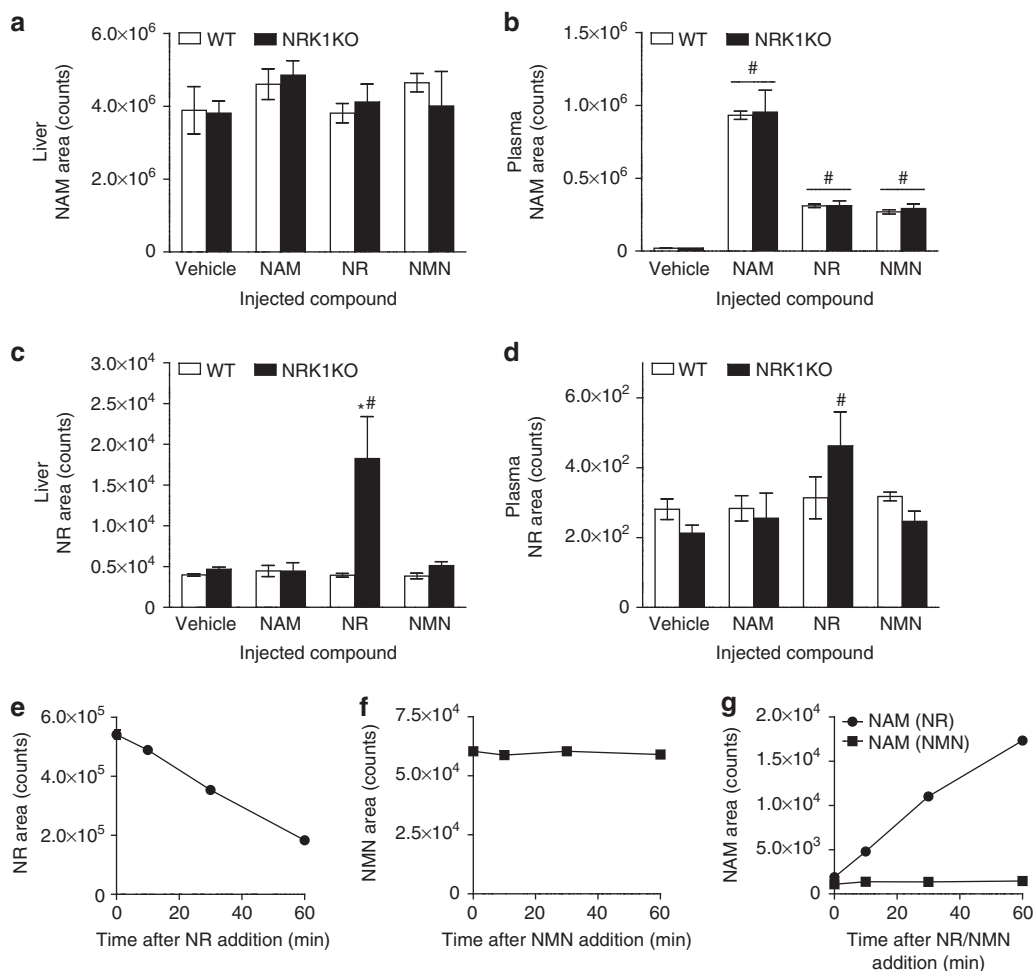 a
WT
NRK1KO
6.0×10⁶
4.0×10⁶
2.0×10⁶
0
Liver
NAM area (counts)
Vehicle NAM NR NMN
Injected compound
b
WT
NRK1KO
1.5×10⁶
1.0×10⁶
0.5×10⁶
0
Plasma
NAM area (counts)
# # #
Vehicle NAM NR NMN
Injected compound
c
WT
NRK1KO
3.0×10⁴
2.5×10⁴
2.0×10⁴
1.5×10⁴
1.0×10⁴
0.5×10⁴
0
Liver
NR area (counts)
*#
Vehicle NAM NR NMN
Injected compound
d
WT
NRK1KO
6.0×10²
4.0×10²
2.0×10²
0
Plasma
NR area (counts)
#
Vehicle NAM NR NMN
Injected compound
e
6.0×10⁵
2.0×10⁵
0
NR area (counts)
0 20 40 60
Time after NR addition (min)
f
7.5×10⁴
5.0×10⁴
2.5×10⁴
0
NMN area (counts)
0 20 40 60
Time after NMN addition (min)
g
NAM (NR)
NAM (NMN)
2.0×10⁴
1.5×10⁴
1.0×10⁴
5.0×10³
0
NAM area (counts)
0 20 40 60
Time after NR/NMN
addition (min)